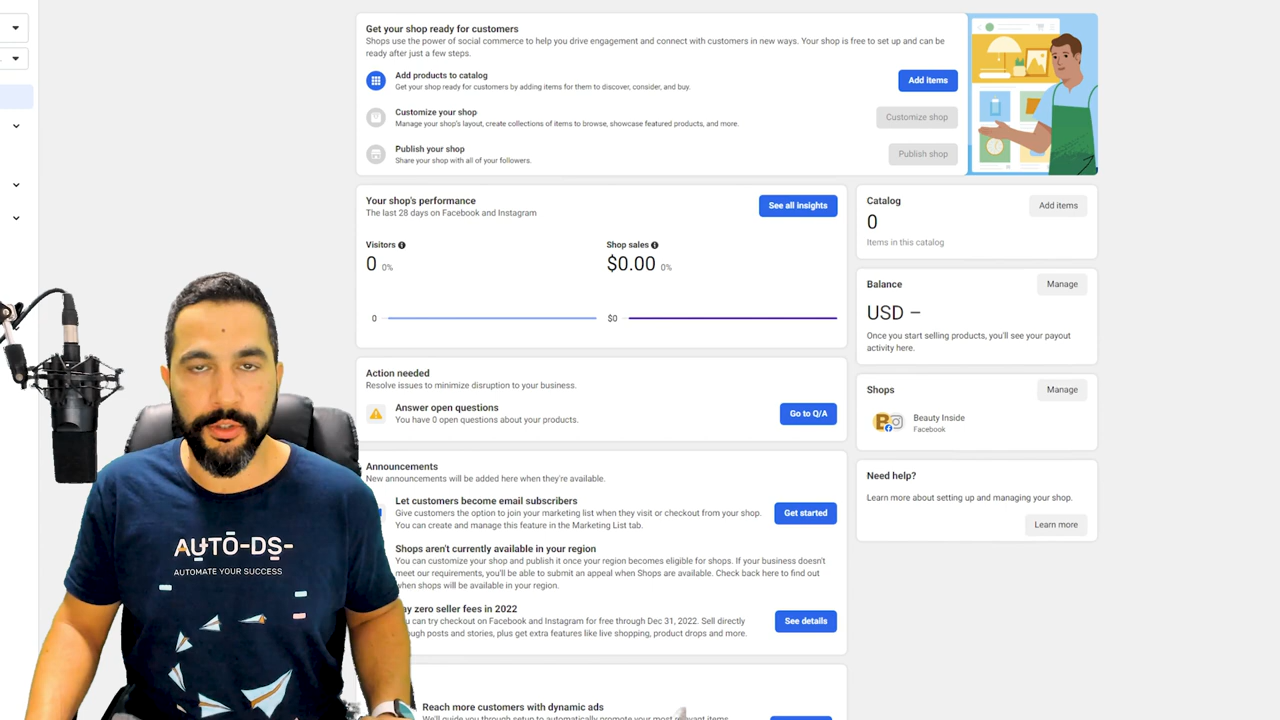 Get your shop ready for customers
Shops use the power of social commerce to help you drive engagement and connect with customers in new ways. Your shop is free to set up and can be
ready after just a few steps.
Add products to catalog
Get your shop ready for customers by adding items for them to discover, consider, and buy.
Add items
Customize your shop
Manage your shop's layout, create collections of items to browse, showcase featured products, and more.
Customize shop
Publish your shop
Share your shop with all of your followers.
Publish shop
Your shop's performance
The last 28 days on Facebook and Instagram
See all insights
Visitors
0 0%
0
Shop sales
$0.00 0%
$0
Catalog
0
Items in this catalog
Add items
Balance
Manage
USD –
Once you start selling products, you'll see your payout
activity here.
Action needed
Resolve issues to minimize disruption to your business.
Answer open questions
You have 0 open questions about your products.
Go to Q/A
Shops
Manage
B
Beauty Inside
Facebook
Announcements
New announcements will be added here when they're available.
Let customers become email subscribers
Give customers the option to join your marketing list when they visit or checkout from your shop.
You can create and manage this feature in the Marketing List tab.
Get started
Shops aren't currently available in your region
You can customize your shop and publish it once your region becomes eligible for shops. If your business doesn't
meet our requirements, you'll be able to submit an appeal when Shops are available. Check back here to find out
when shops will be available in your region.
zero seller fees in 2022
can try checkout on Facebook and Instagram for free through Dec 31, 2022. Sell directly
posts and stories, plus get extra features like live shopping, product drops and more.
See details
Need help?
Learn more about setting up and managing your shop.
Learn more
Reach more customers with dynamic ads
We'll guide you through setup to automatically promote your most relevant items
AUTO-DS-
AUTOMATE YOUR SUCCESS